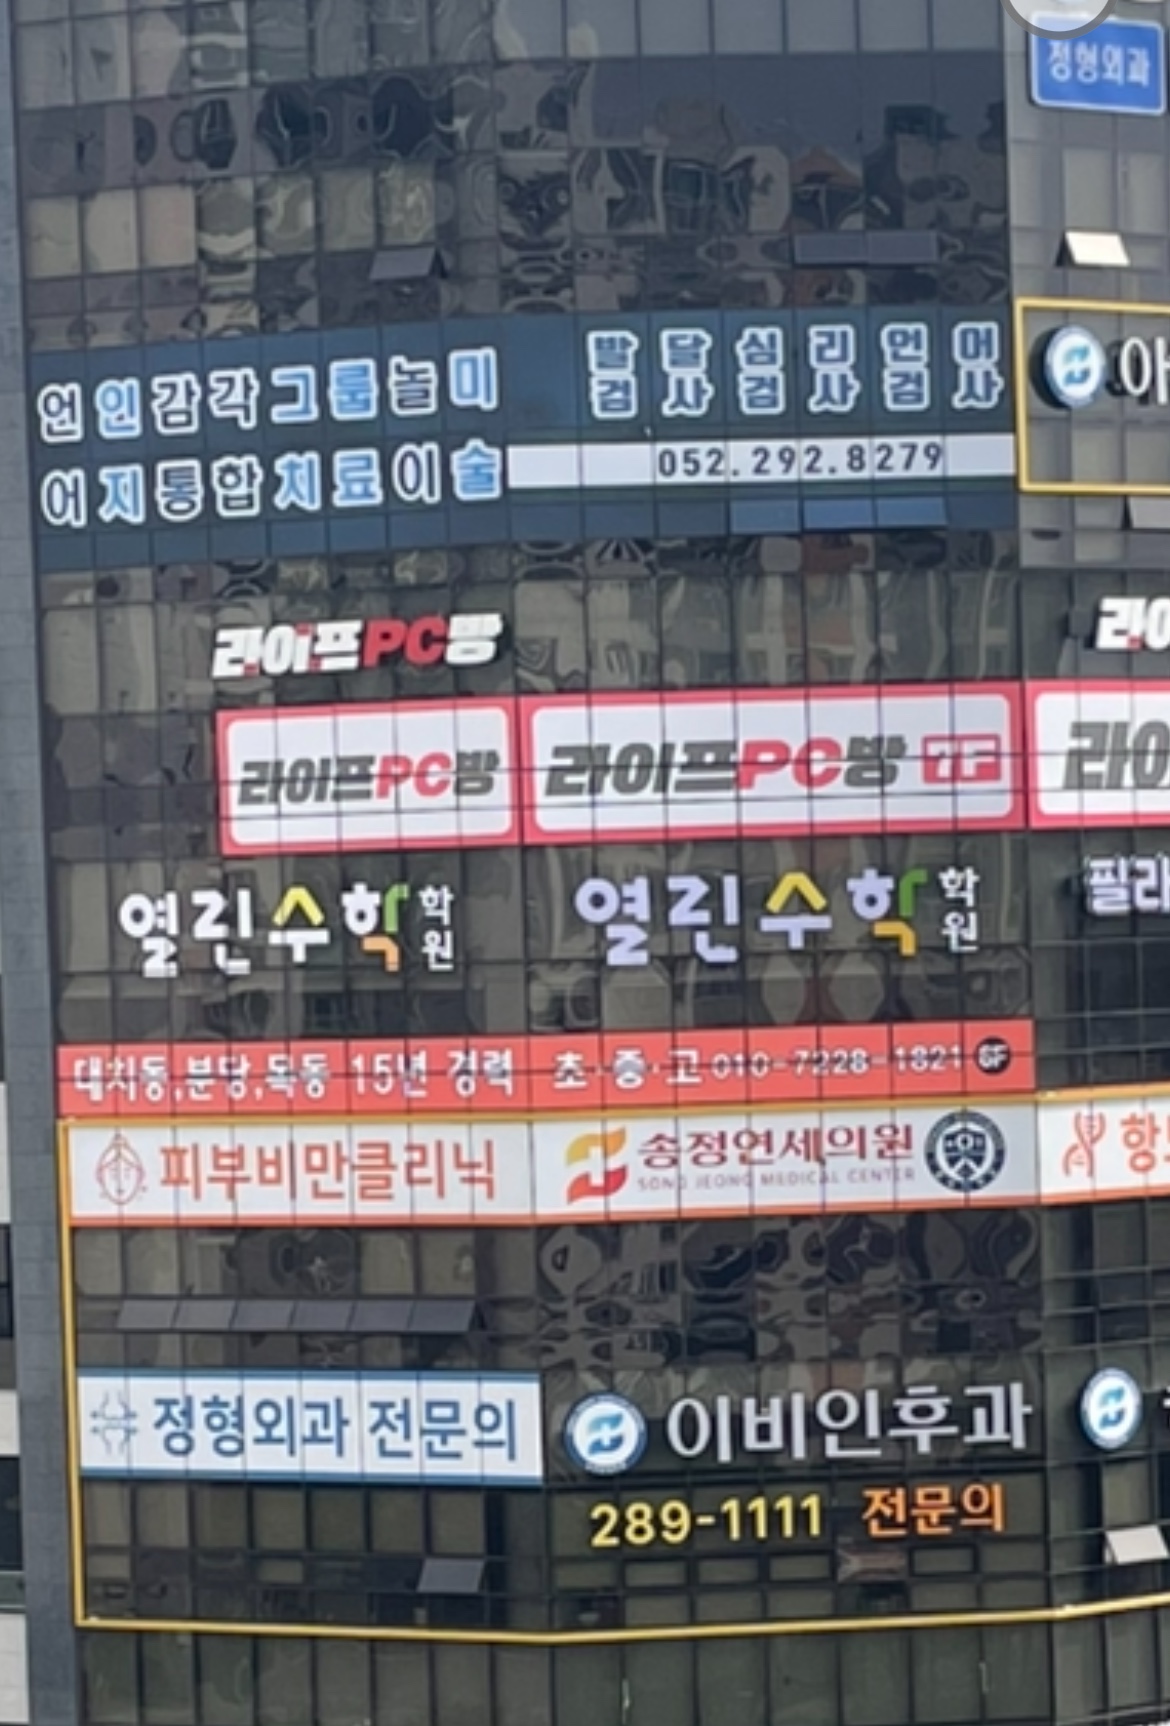 정형외과
언인감각그룹놀미
어지통합치료이술
발달심리언어
검사검사검사
052.292.8279
라이프PC방
라이프PC방
라이프PC방 7F
열린수학 학원
열린수학 학원
대치동,분당,목동 15년 경력 초·중·고 010-7228-1821 6F
피부비만클리닉
송정연세의원
SONG JEONG MEDICAL CENTER
정형외과 전문의
이비인후과
289-1111 전문의